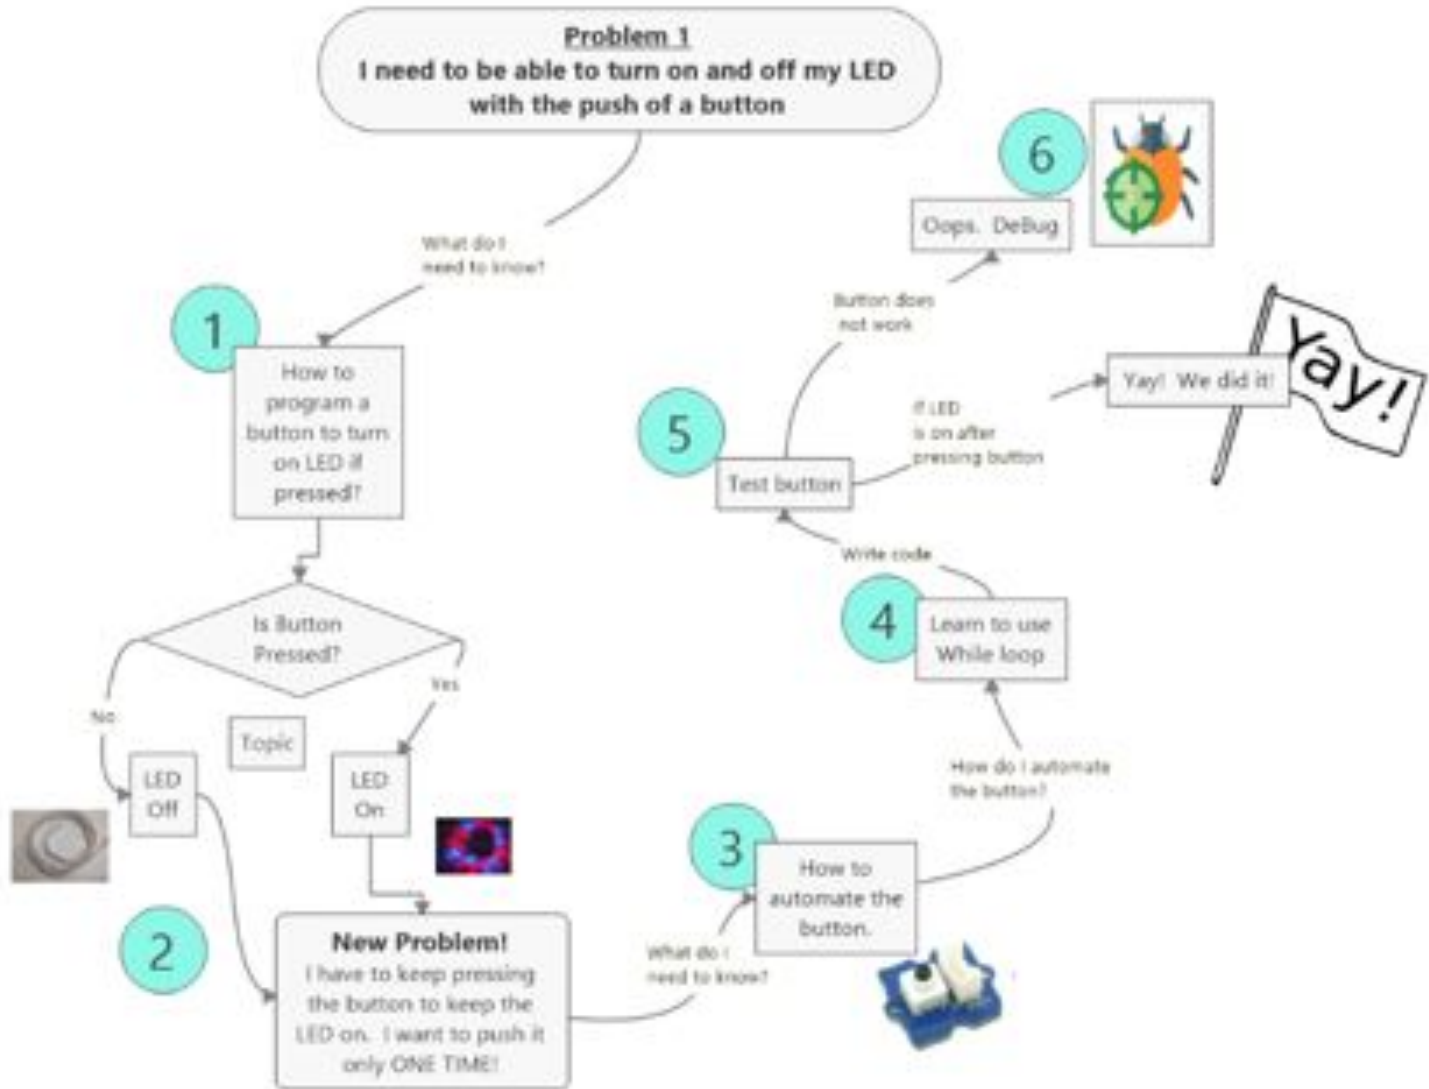 Problem 1
I need to be able to turn on and off my LED
with the push of a button
What do I
need to know?
1
How to
program a
button to turn
on LED if
pressed?
Is Button
Pressed?
No
Yes
Topic
LED
Off
LED
On
2
New Problem!
I have to keep pressing
the button to keep the
LED on. I want to push it
only ONE TIME!
What do I
need to know?
3
How to
automate the
button.
How do I automate
the button?
4
Learn to use
While loop
Write code
5
Test button
If LED
is on after
pressing button
Yay! We did it!
Yay!
Button does
not work
6
Oops. DeBug